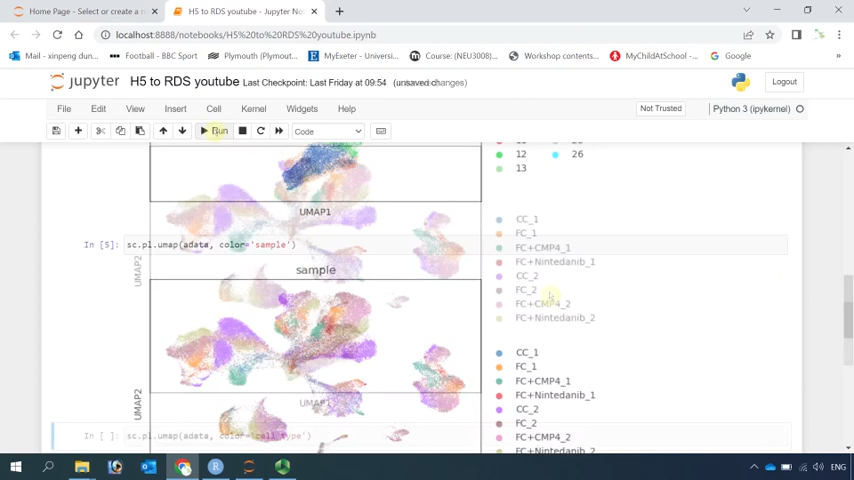 Home Page - Select or create a n
H5 to RDS youtube - Jupyter Not
localhost:8888/notebooks/H5%20to%20RDS%20youtube.ipynb
Mail - xinpeng dun...
Football - BBC Sport
Plymouth (Plymout...
MyExeter - Universi...
Course: (NEU3008)...
Workshop contents...
MyChildAtSchool -...
Google
jupyter H5 to RDS youtube Last Checkpoint: Last Friday at 09:54 (unsaved changes)
Logout
File Edit View Insert Cell Kernel Widgets Help
Not Trusted
Python 3 (ipykernel)
Run
Code
12 26
13
UMAP1
CC_1
FC_1
In [5]: sc.pl.umap(adata, color='sample')
FC+CMP4_1
FC+Nintedanib_1
UMAP2
sample
CC_2
FC_2
FC+CMP4_2
FC+Nintedanib_2
CC_1
FC_1
FC+CMP4_1
FC+Nintedanib_1
UMAP2
UMAP1
CC_2
FC_2
FC+CMP4_2
FC+Nintedanib_2
In [ ]: sc.pl.umap(adata, color='cell_type')
ENG